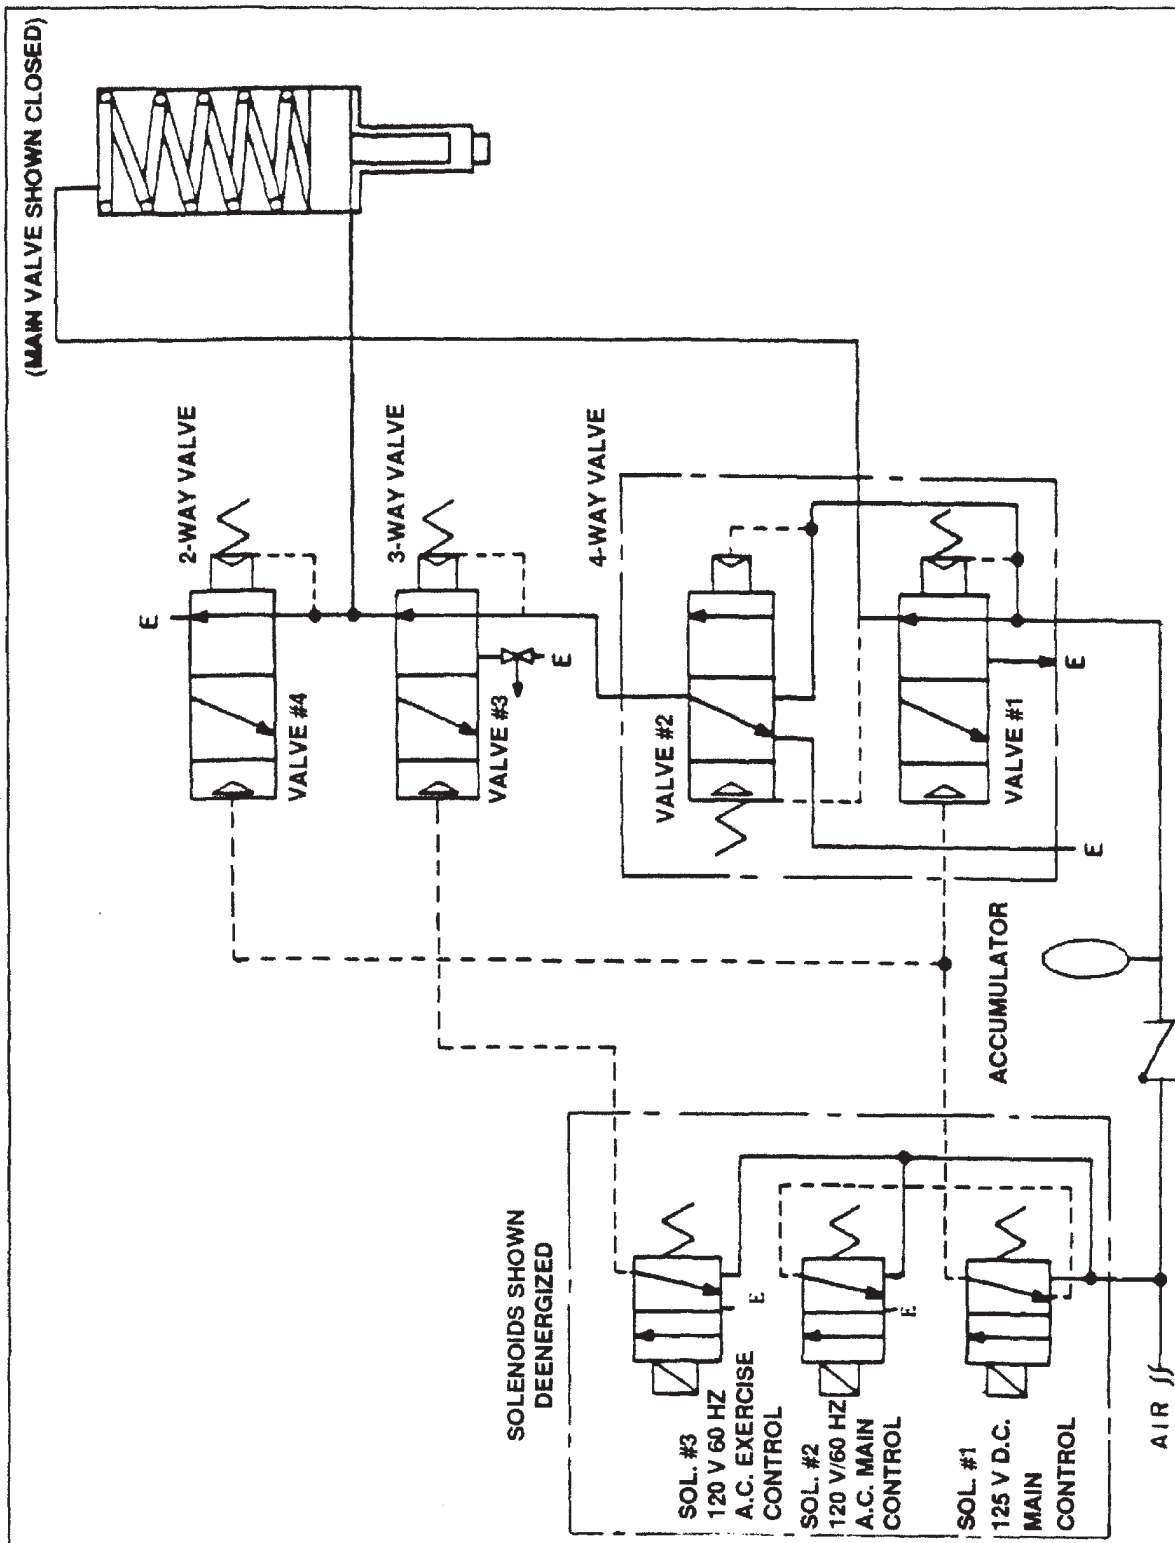 (MAIN VALVE SHOWN CLOSED)
2-WAY VALVE
E
VALVE #4
3-WAY VALVE
E
VALVE #3
4-WAY VALVE
VALVE #2
E
VALVE #1
E
ACCUMULATOR
SOLENOIDS SHOWN
DEENERGIZED
E
E
SOL. #3
120 V 60 HZ
A.C. EXERCISE
CONTROL
SOL. #2
120 V/60 HZ
A.C. MAIN
CONTROL
SOL. #1
125 V D.C.
MAIN
CONTROL
AIR